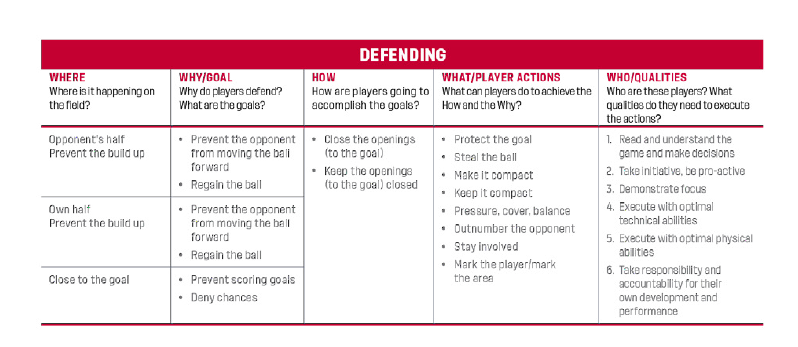 DEFENDING
WHERE
Where is it happening on
the field?
WHY/GOAL
Why do players defend?
What are the goals?
HOW
How are players going to
accomplish the goals?
WHAT/PLAYER ACTIONS
What can players do to achieve the
How and the Why?
WHO/QUALITIES
Who are these players? What
qualities do they need to execute
the actions?
Opponent's half
Prevent the build up
• Prevent the opponent
from moving the ball
forward
• Regain the ball
Own half
Prevent the build up
• Prevent the opponent
from moving the ball
forward
• Regain the ball
Close to the goal
• Prevent scoring goals
• Deny chances
• Close the openings
(to the goal)
• Keep the openings
(to the goal) closed
• Protect the goal
• Steal the ball
• Make it compact
• Keep it compact
• Pressure, cover, balance
• Outnumber the opponent
• Stay involved
• Mark the player/mark
the area
1. Read and understand the
game and make decisions
2. Take initiative, be pro-active
3. Demonstrate focus
4. Execute with optimal
technical abilities
5. Execute with optimal physical
abilities
6. Take responsibility and
accountability for their
own development and
performance